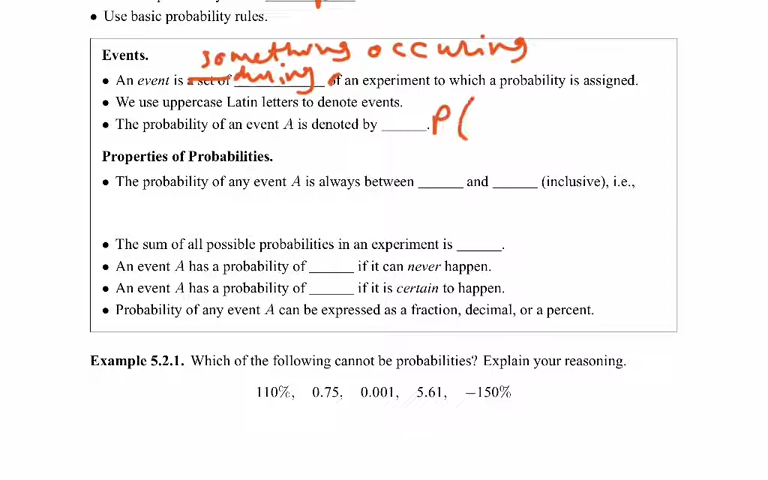 • Use basic probability rules.
Events.
something occuring
• An event is a set of during of an experiment to which a probability is assigned.
• We use uppercase Latin letters to denote events.
• The probability of an event A is denoted by ______. P(
Properties of Probabilities.
• The probability of any event A is always between ______ and ______ (inclusive), i.e.,
• The sum of all possible probabilities in an experiment is ______.
• An event A has a probability of ______ if it can never happen.
• An event A has a probability of ______ if it is certain to happen.
• Probability of any event A can be expressed as a fraction, decimal, or a percent.
Example 5.2.1. Which of the following cannot be probabilities? Explain your reasoning.
110%, 0.75, 0.001, 5.61, −150%